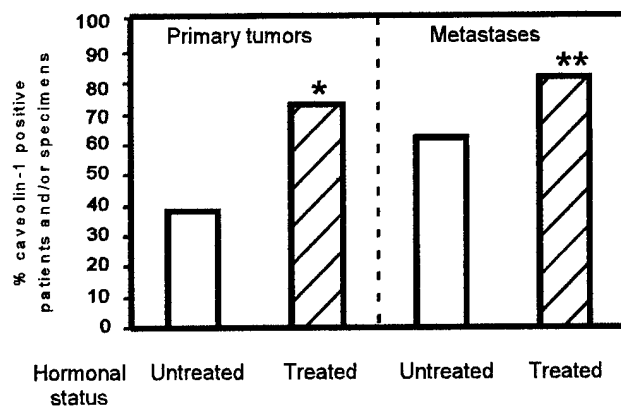 % caveolin-1 positive
patients and/or specimens
100
90
80
70
60
50
40
30
20
10
0
Primary tumors
Metastases
*
**
Hormonal
status
Untreated
Treated
Untreated
Treated